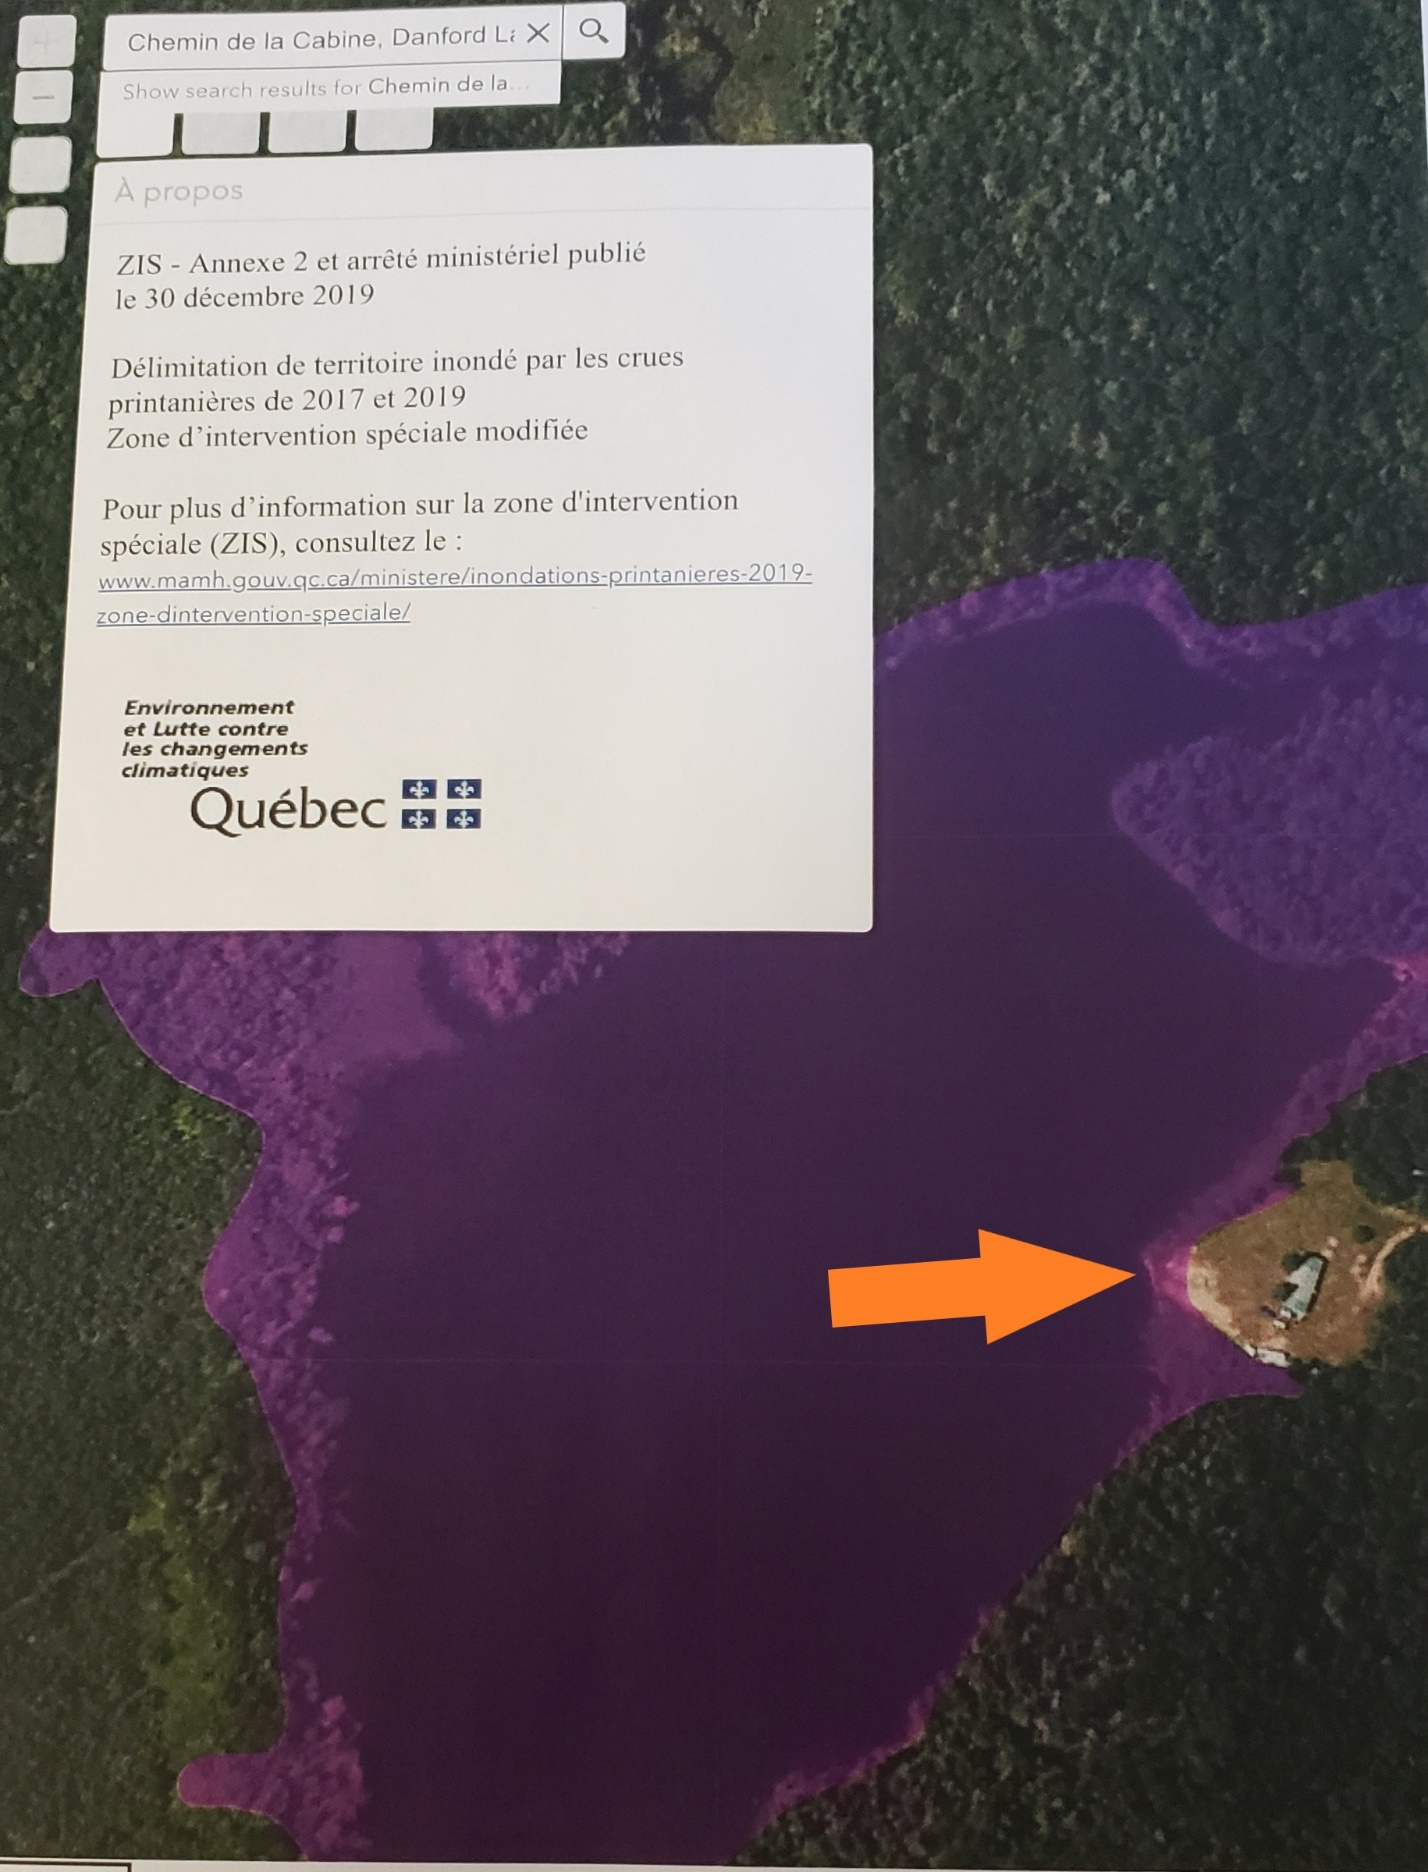 Chemin de la Cabine, Danford La
Show search results for Chemin de la...
À propos
ZIS - Annexe 2 et arrêté ministériel publié
le 30 décembre 2019
Délimitation de territoire inondé par les crues
printanières de 2017 et 2019
Zone d'intervention spéciale modifiée
Pour plus d'information sur la zone d'intervention
spéciale (ZIS), consultez le :
www.mamh.gouv.qc.ca/ministere/inondations-printanieres-2019-
zone-dintervention-speciale/
Environnement
et Lutte contre
les changements
climatiques
Québec